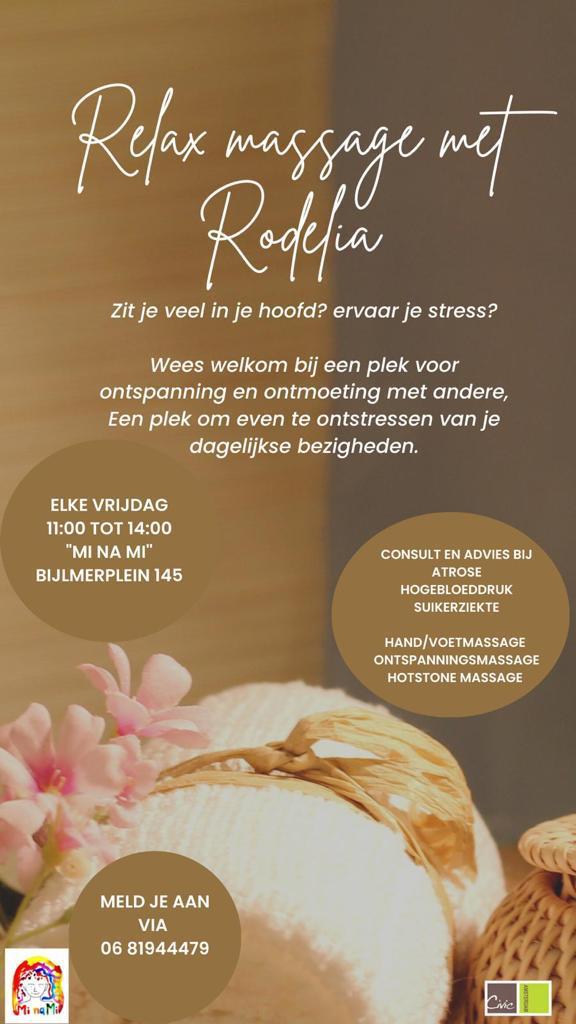 Relax massage met
Rodelia
Zit je veel in je hoofd? ervaar je stress?
Wees welkom bij een plek voor
ontspanning en ontmoeting met andere,
Een plek om even te ontstressen van je
dagelijkse bezigheden.
ELKE VRIJDAG
11:00 TOT 14:00
"MI NA MI"
BIJLMERPLEIN 145
CONSULT EN ADVIES BIJ
ATROSE
HOGEBLOEDDRUK
SUIKERZIEKTE
HAND/VOETMASSAGE
ONTSPANNINGSMASSAGE
HOTSTONE MASSAGE
MELD JE AAN
VIA
06 81944479
Mi na Mi
Civic
AMSTERDAM